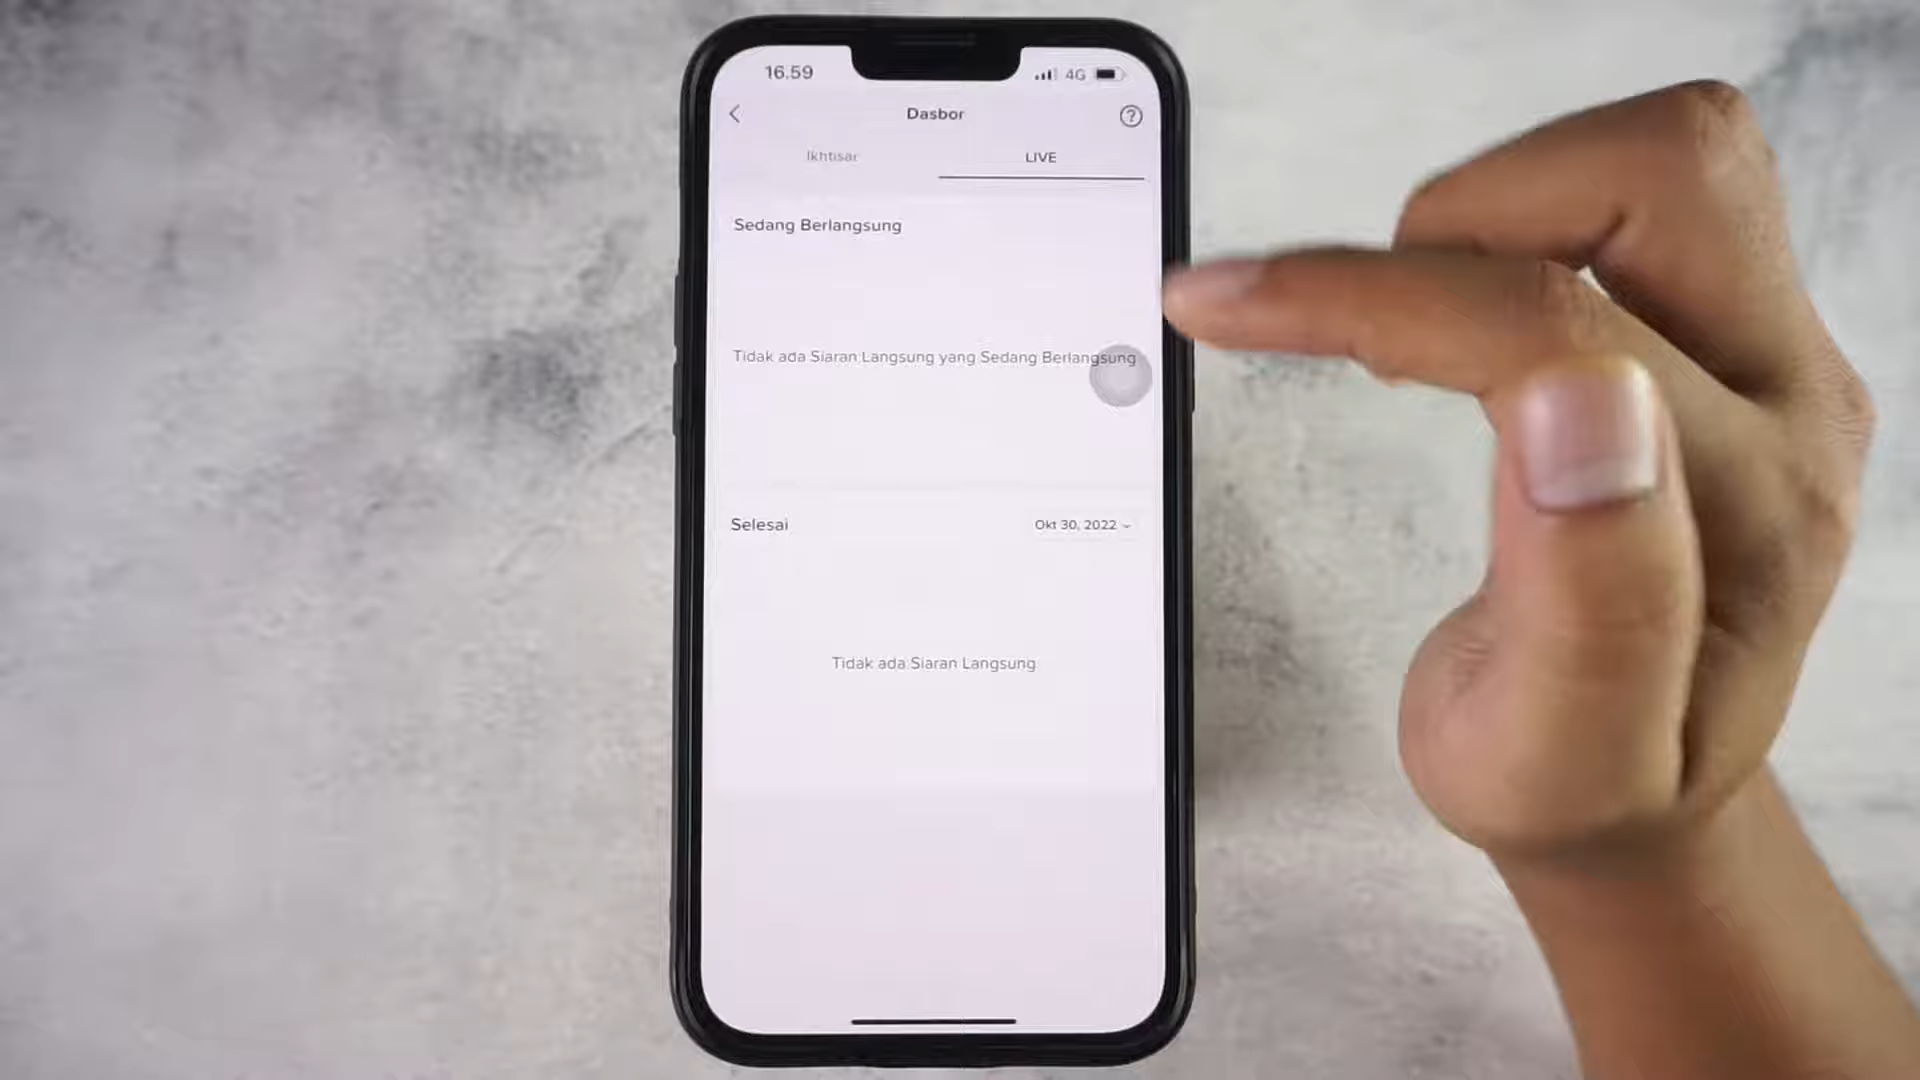 16.59 4G
Dasbor ?
Ikhtisar LIVE
Sedang Berlangsung
Tidak ada Siaran Langsung yang Sedang Berlangsung
Selesai Okt 30, 2022
Tidak ada Siaran Langsung